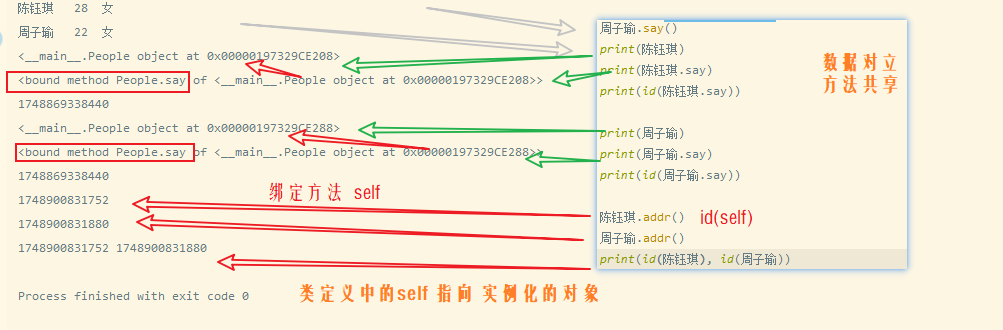 陈钰琪   28  女
周子瑜   22  女
<__main__.People object at 0x00000197329CE208>
<bound method People.say of <__main__.People object at 0x00000197329CE208>>
1748869338440
<__main__.People object at 0x00000197329CE288>
<bound method People.say of <__main__.People object at 0x00000197329CE288>>
1748869338440
1748900831752
1748900831880
1748900831752 1748900831880
Process finished with exit code 0
绑定方法 self
类定义中的self 指向 实例化的对象
周子瑜.say()
print(陈钰琪)
print(陈钰琪.say)
print(id(陈钰琪.say))
print(周子瑜)
print(周子瑜.say)
print(id(周子瑜.say))
陈钰琪.addr()
id(self)
周子瑜.addr()
print(id(陈钰琪), id(周子瑜))
数据对立
方法共享